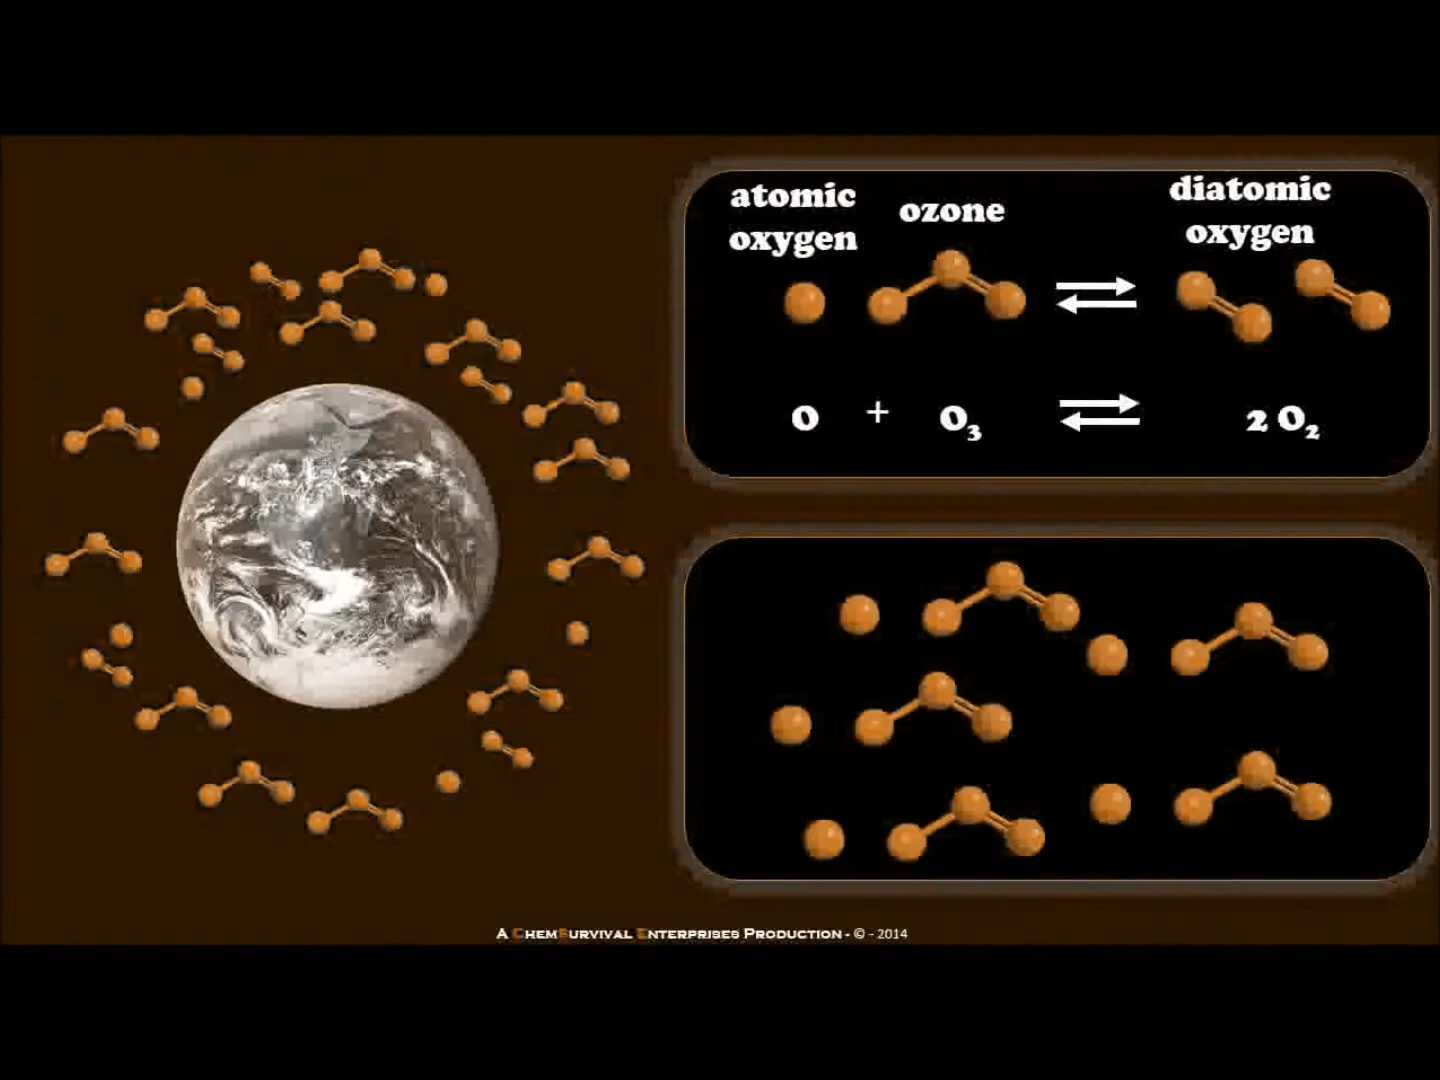 atomic
oxygen
ozone
diatomic
oxygen
O + O₃ ⇌ 2 O₂
A ChemSurvival Enterprises Production - © - 2014